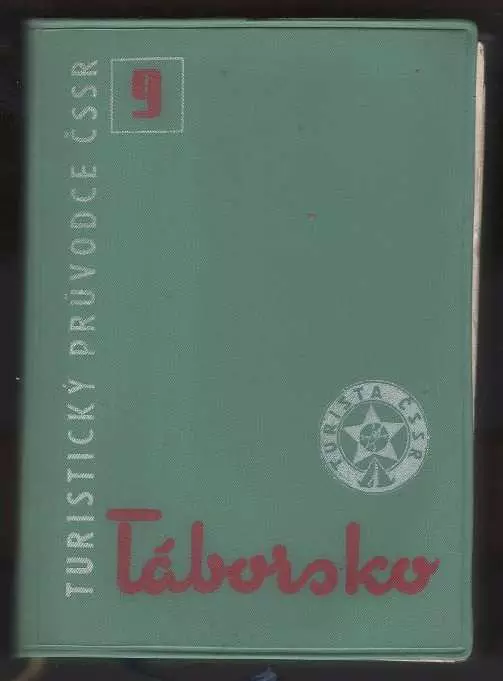 TURISTICKÝ PRŮVODCE ČSSR
9
TURISTA ČSSR
Táborsko